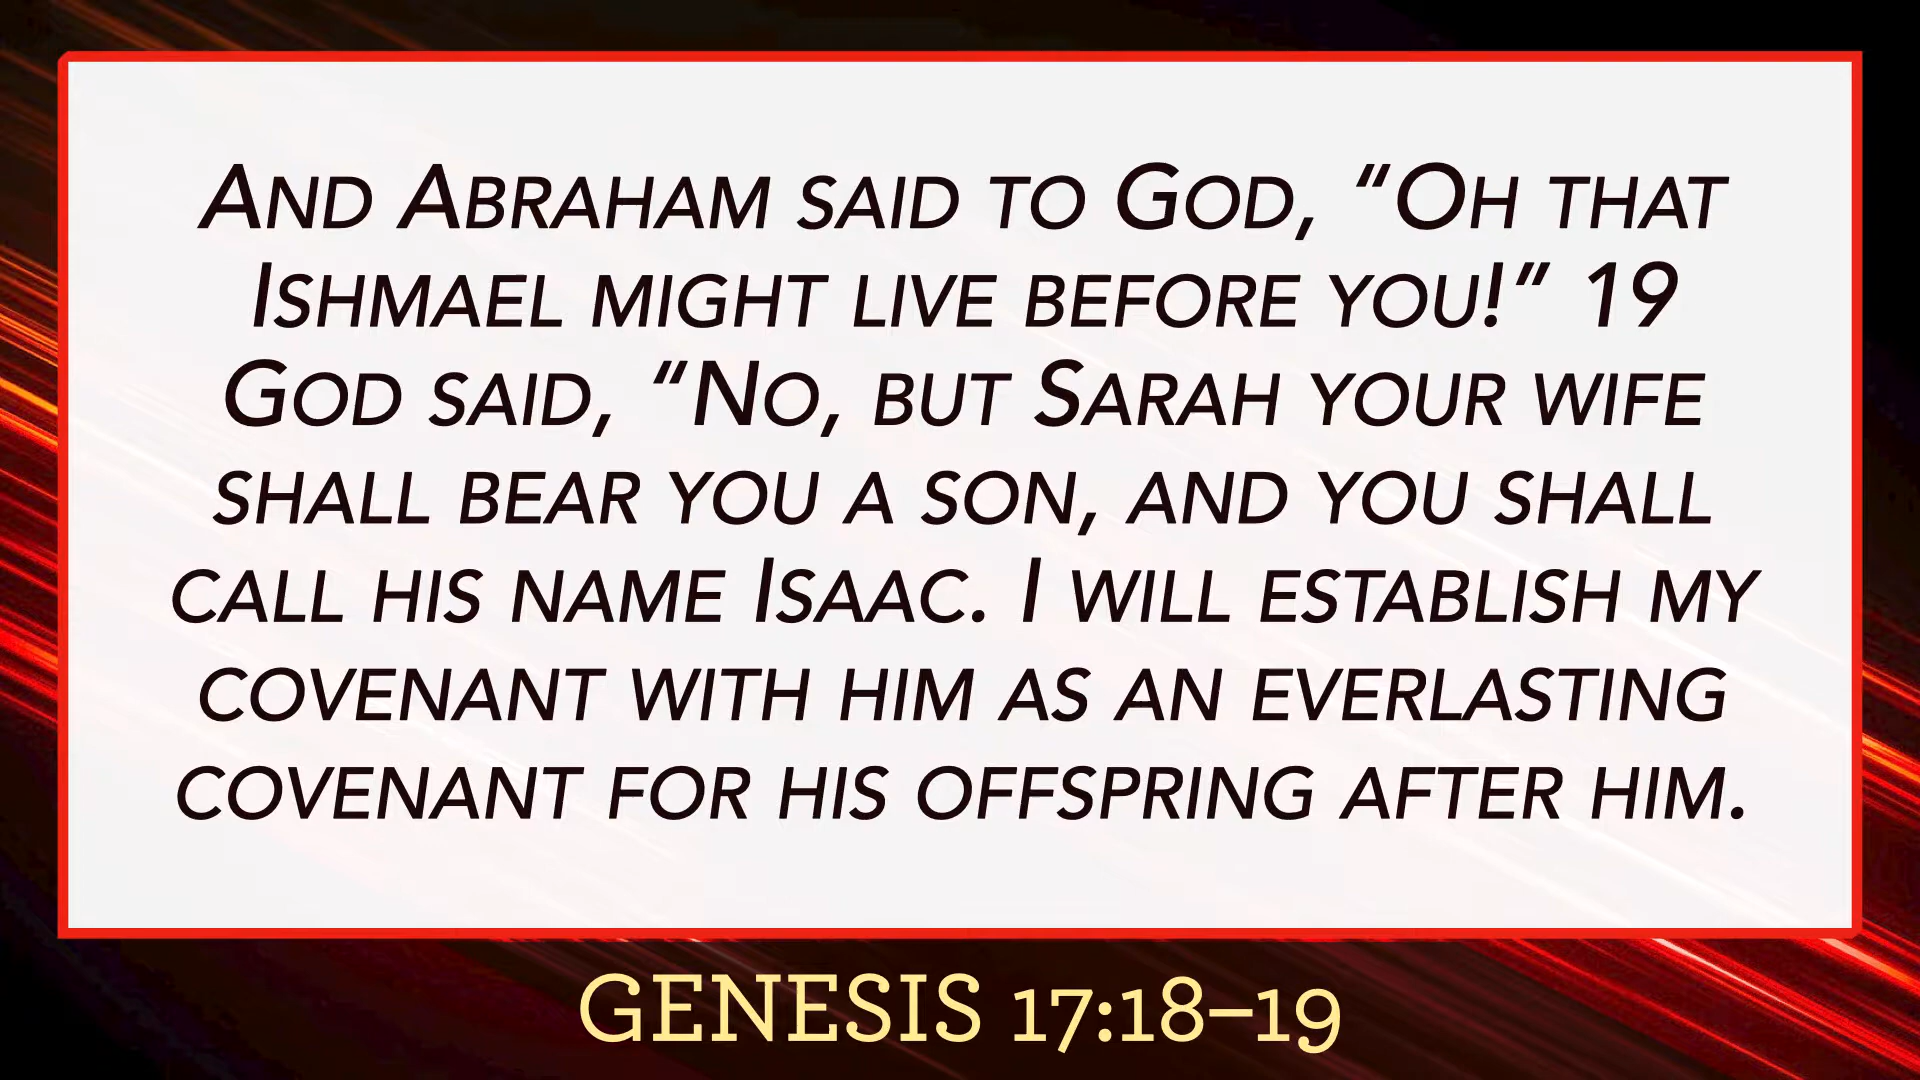 And Abraham said to God, “Oh that
Ishmael might live before you!” 19
God said, “No, but Sarah your wife
shall bear you a son, and you shall
call his name Isaac. I will establish my
covenant with him as an everlasting
covenant for his offspring after him.
GENESIS 17:18–19